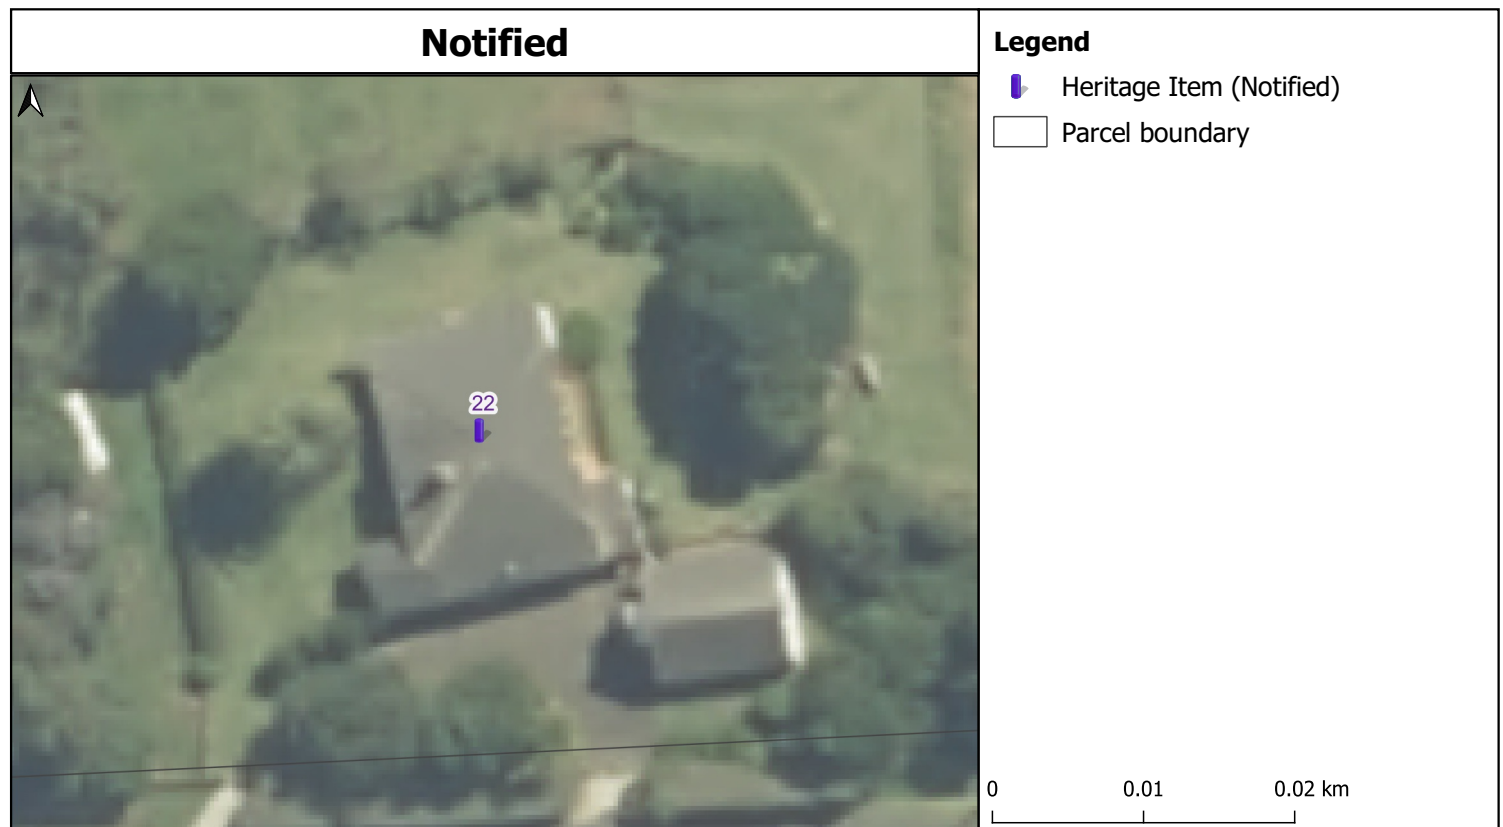 Notified
22
Legend
Heritage Item (Notified)
Parcel boundary
0 0.01 0.02 km